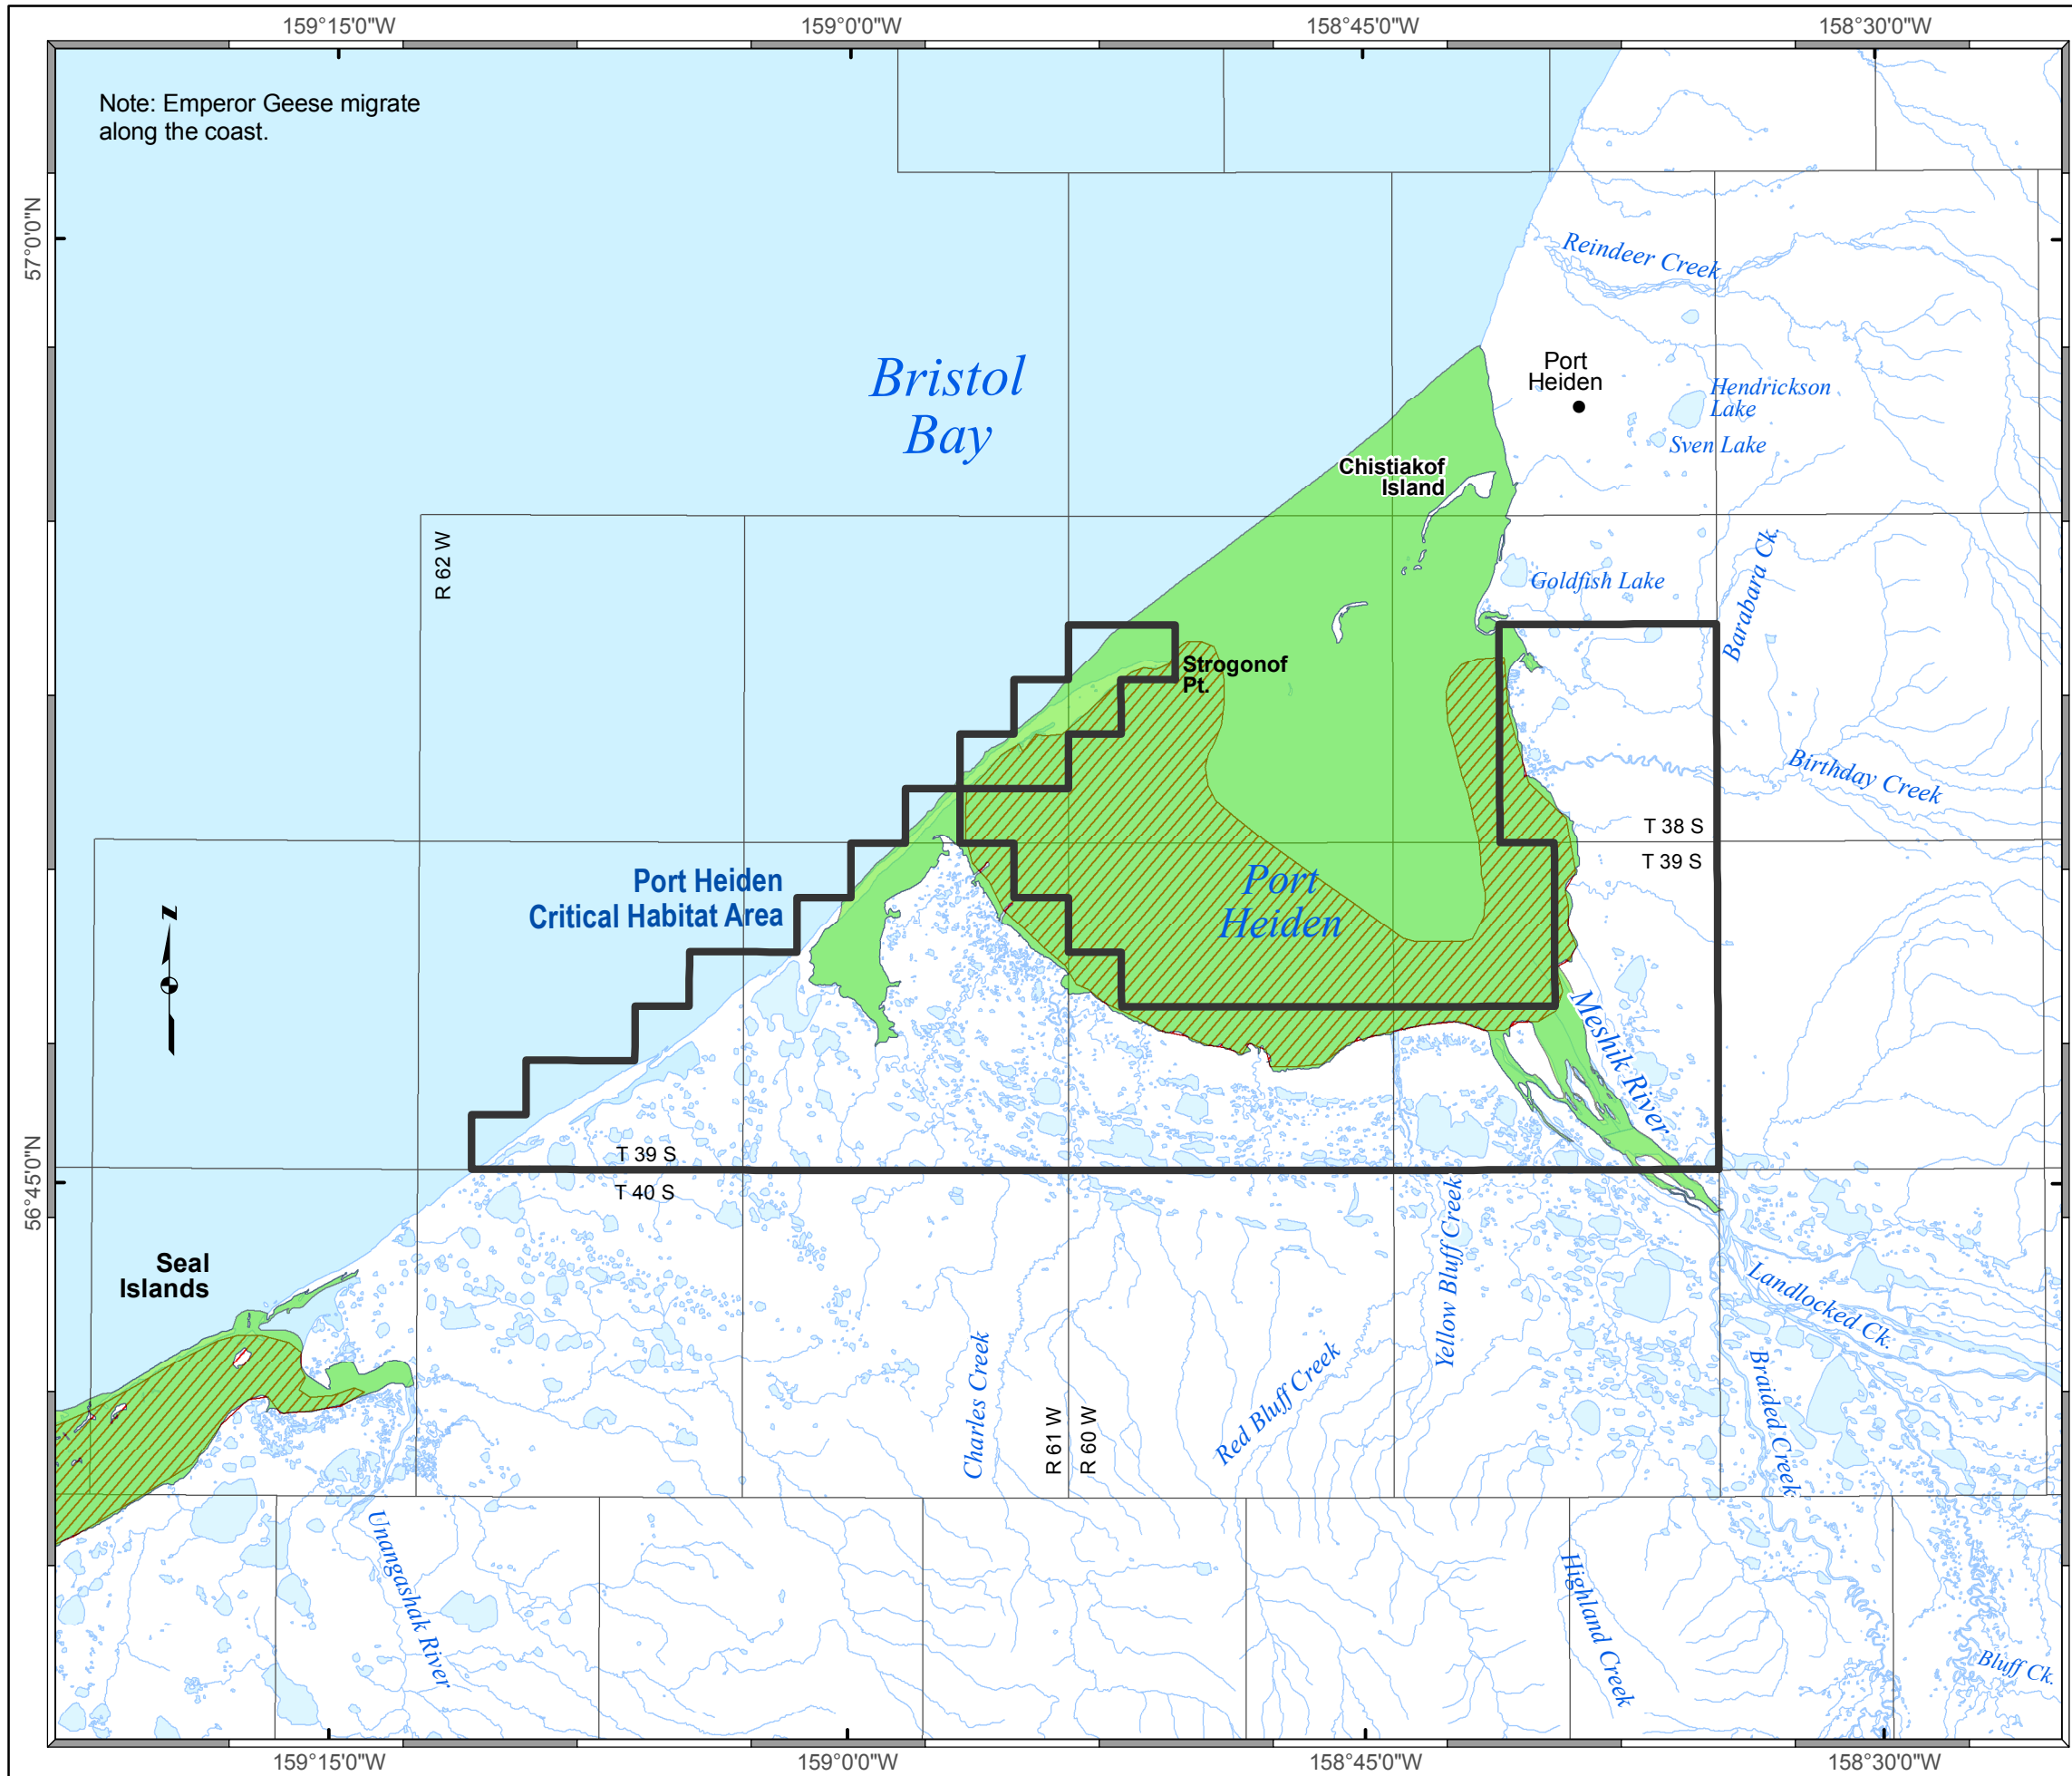 159°15'0"W
159°0'0"W
158°45'0"W
158°30'0"W
Note: Emperor Geese migrate
along the coast.
57°0'0"N
Reindeer Creek
Bristol
Bay
Port
Heiden
Hendrickson
Lake
Sven Lake
Chistiakof
Island
R 62 W
Goldfish Lake
Barabara Ck.
Strogonof
Pt.
Birthday Creek
T 38 S
T 39 S
Port Heiden
Critical Habitat Area
Port
Heiden
N
Meshik River
T 39 S
T 40 S
56°45'0"N
Seal
Islands
Yellow Bluff Creek
Landlocked Ck.
Charles Creek
Red Bluff Creek
Braided Creek
R 61 W
R 60 W
Unangashak River
Highland Creek
Bluff Ck.
159°15'0"W
159°0'0"W
158°45'0"W
158°30'0"W